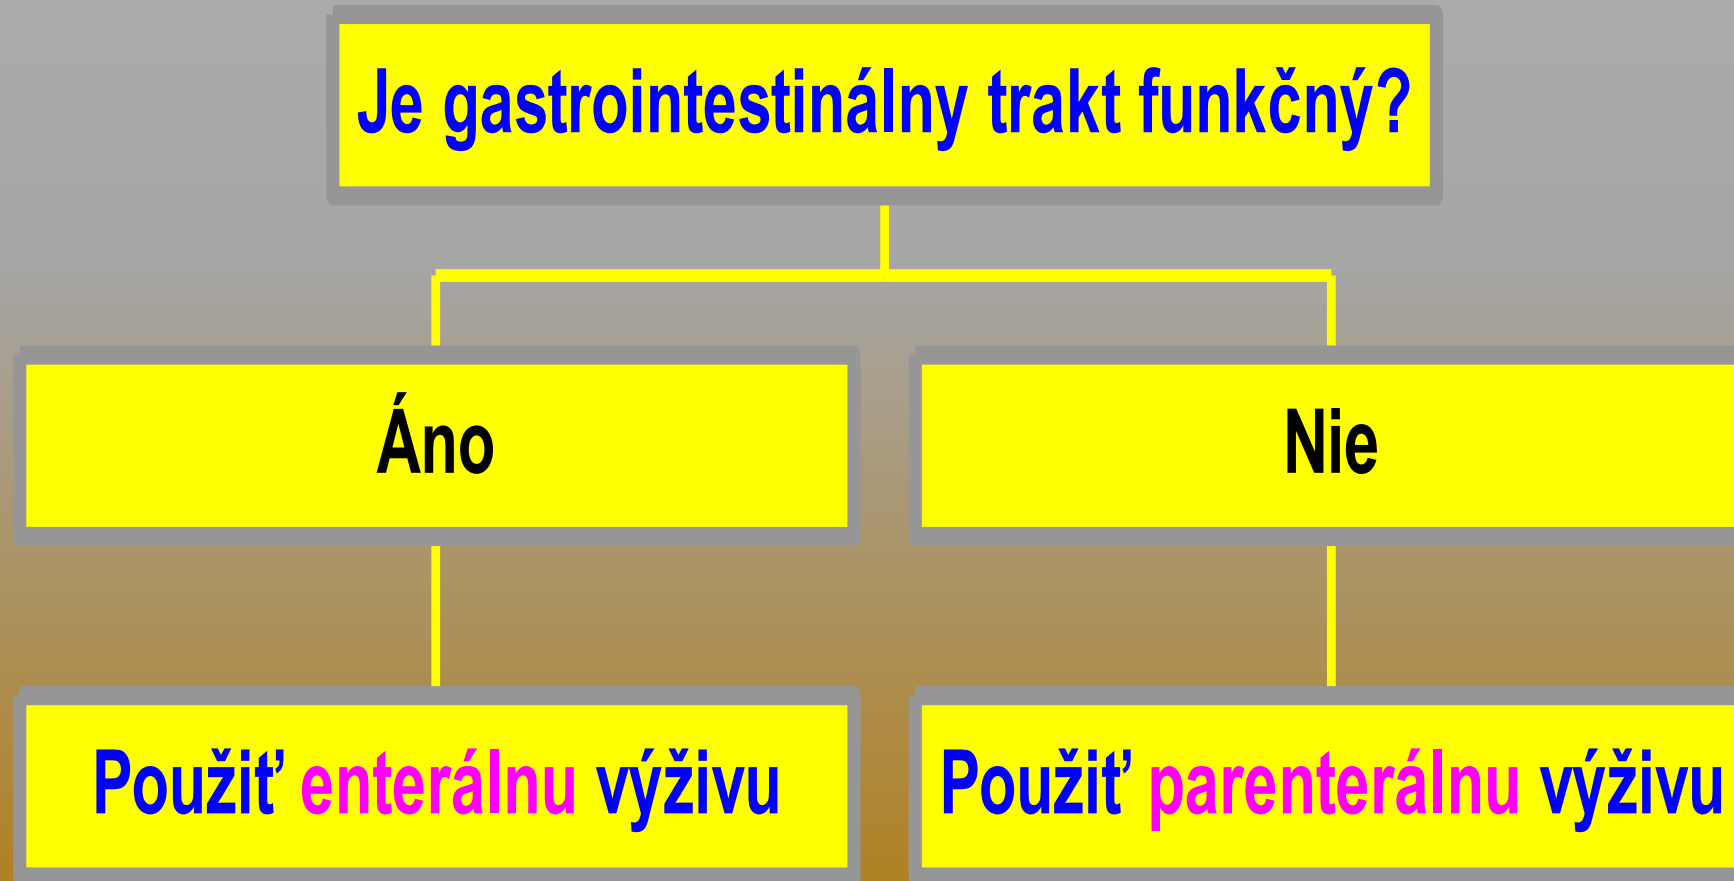 Je gastrointestinálny trakt funkčný?
Áno
Nie
Použiť enterálnu výživu
Použiť parenterálnu výživu